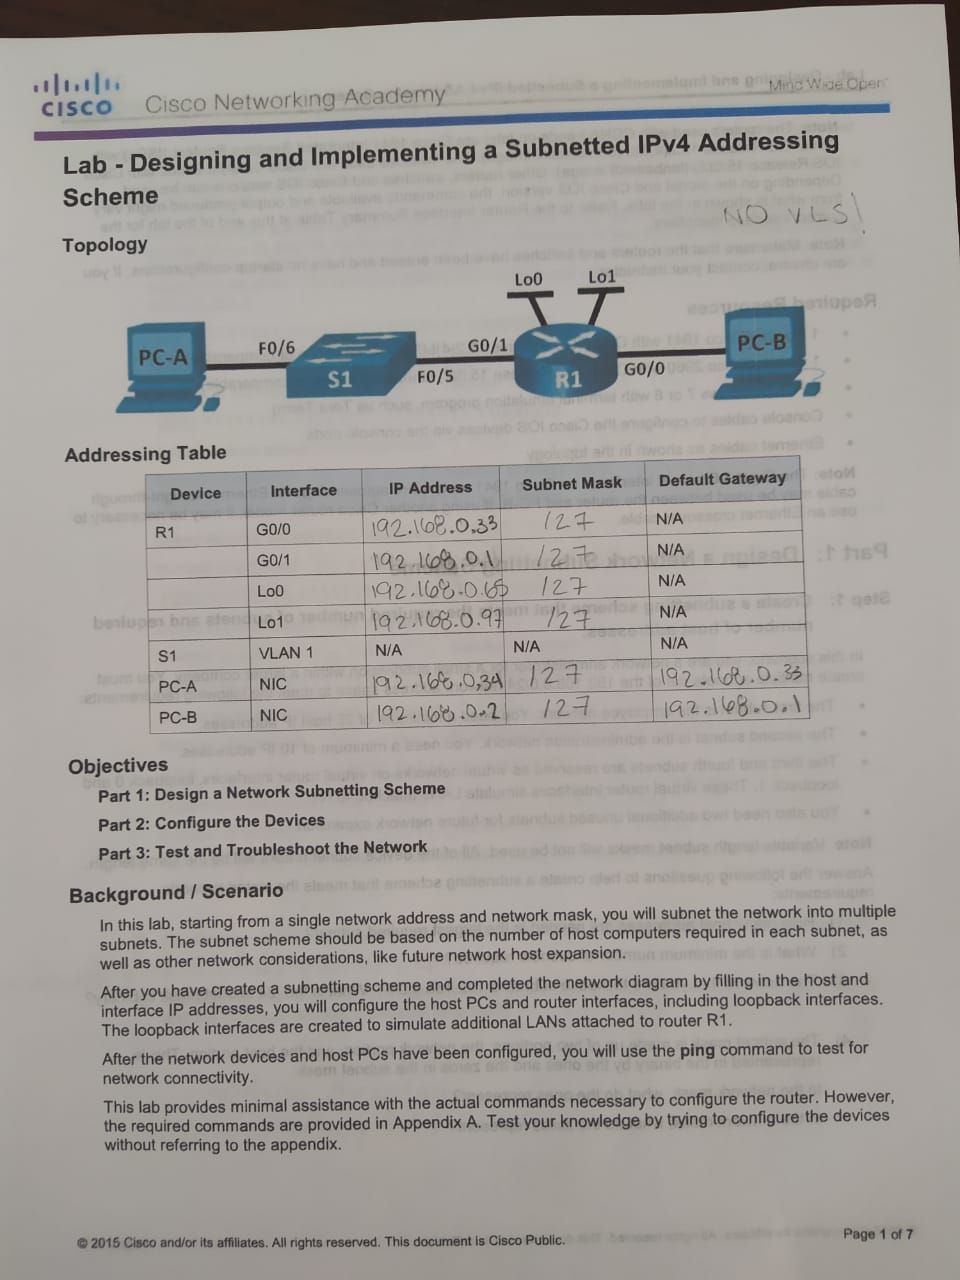 CISCO Cisco Networking Academy Mind Wide Open
Lab - Designing and Implementing a Subnetted IPv4 Addressing
Scheme
NO VLS
Topology
Lo0 Lo1
PC-A F0/6 S1 F0/5 G0/1 R1 G0/0 PC-B
Addressing Table
Device Interface IP Address Subnet Mask Default Gateway
R1 G0/0 192.168.0.33 /27 N/A
G0/1 192.168.0.1 /27 N/A
Lo0 192.168.0.65 /27 N/A
Lo1 192.168.0.97 /27 N/A
S1 VLAN 1 N/A N/A N/A
PC-A NIC 192.168.0.34 /27 192.168.0.33
PC-B NIC 192.168.0.2 /27 192.168.0.1
Objectives
Part 1: Design a Network Subnetting Scheme
Part 2: Configure the Devices
Part 3: Test and Troubleshoot the Network
Background / Scenario
In this lab, starting from a single network address and network mask, you will subnet the network into multiple
subnets. The subnet scheme should be based on the number of host computers required in each subnet, as
well as other network considerations, like future network host expansion.
After you have created a subnetting scheme and completed the network diagram by filling in the host and
interface IP addresses, you will configure the host PCs and router interfaces, including loopback interfaces.
The loopback interfaces are created to simulate additional LANs attached to router R1.
After the network devices and host PCs have been configured, you will use the ping command to test for
network connectivity.
This lab provides minimal assistance with the actual commands necessary to configure the router. However,
the required commands are provided in Appendix A. Test your knowledge by trying to configure the devices
without referring to the appendix.
© 2015 Cisco and/or its affiliates. All rights reserved. This document is Cisco Public. Page 1 of 7